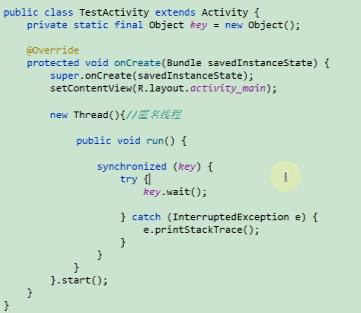 public class TestActivity extends Activity {
private static final Object key = new Object();
@Override
protected void onCreate(Bundle savedInstanceState) {
super.onCreate(savedInstanceState);
setContentView(R.layout.activity_main);
new Thread(){//匿名线程
public void run() {
synchronized (key) {
try {
key.wait();
} catch (InterruptedException e) {
e.printStackTrace();
}
}
}
}.start();
}
}